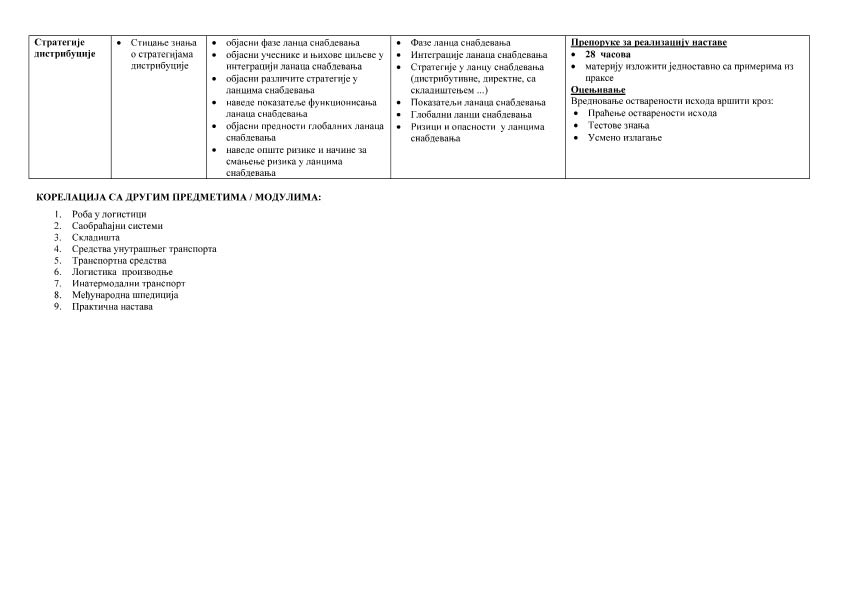 Стратегије
дистрибуције
• Стицање знања
о стратегијама
дистрибуције
• објасни фазе ланца снабдевања
• објасни учеснике и њихове циљеве у
интеграцији ланаца снабдевања
• објасни различите стратегије у
ланцима снабдевања
• наведе показатеље функционисања
ланаца снабдевања
• објасни предности глобалних ланаца
снабдевања
• наведе опште ризике и начине за
смањење ризика у ланцима
снабдевања
• Фазе ланца снабдевања
• Интеграције ланаца снабдевања
• Стратегије у ланцу снабдевања
(дистрибутивне, директне, са
складиштењем ...)
• Показатељи ланаца снабдевања
• Глобални ланци снабдевања
• Ризици и опасности у ланцима
снабдевања
Препоруке за реализацију наставе
• 28 часова
• материју изложити једноставно са примерима из
праксе
Оцењивање
Вредновање остварености исхода вршити кроз:
• Праћење остварености исхода
• Тестове знања
• Усмено излагање
КОРЕЛАЦИЈА СА ДРУГИМ ПРЕДМЕТИМА / МОДУЛИМА:
1. Роба у логистици
2. Саобраћајни системи
3. Складишта
4. Средства унутрашњег транспорта
5. Транспортна средства
6. Логистика производње
7. Инатермодални транспорт
8. Међународна шпедиција
9. Практична настава